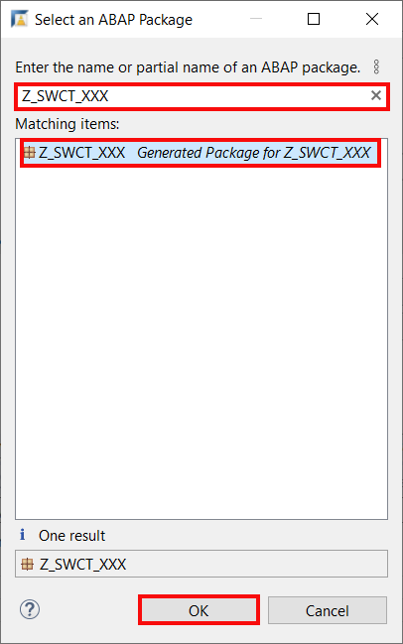 Select an ABAP Package
Enter the name or partial name of an ABAP package.
Z_SWCT_XXX
Matching items:
Z_SWCT_XXX Generated Package for Z_SWCT_XXX
One result
Z_SWCT_XXX
OK Cancel